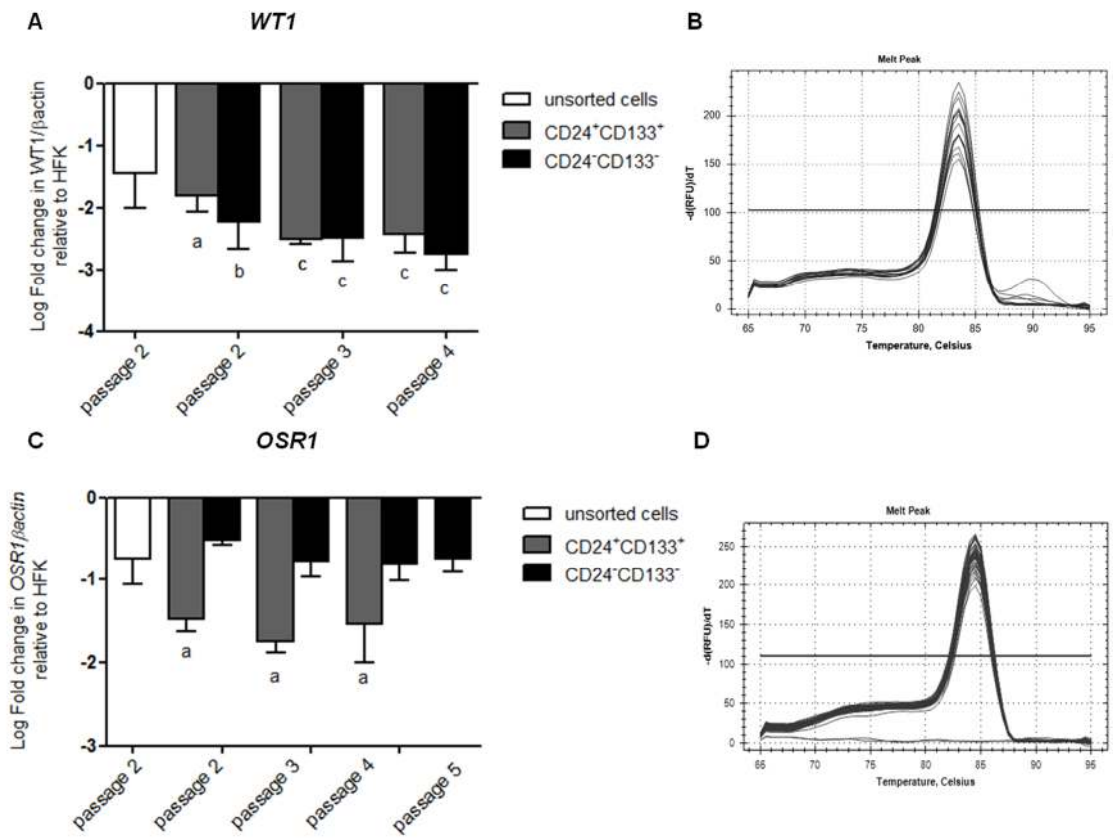 A
WT1
Log Fold change in WT1/βactin
relative to HFK
0
-1
-2
-3
-4
a
b
c
c
c
c
passage 2
passage 2
passage 3
passage 4
unsorted cells
CD24+CD133+
CD24-CD133-
B
Melt Peak
-d(RFU)/dT
200
150
100
50
0
65
70
75
80
85
90
95
Temperature, Celsius
C
OSR1
Log Fold change in OSR1/βactin
relative to HFK
0
-1
-2
-3
a
a
a
passage 2
passage 2
passage 3
passage 4
passage 5
unsorted cells
CD24+CD133+
CD24-CD133-
D
Melt Peak
-d(RFU)/dT
250
200
150
100
50
0
65
70
75
80
85
90
95
Temperature, Celsius